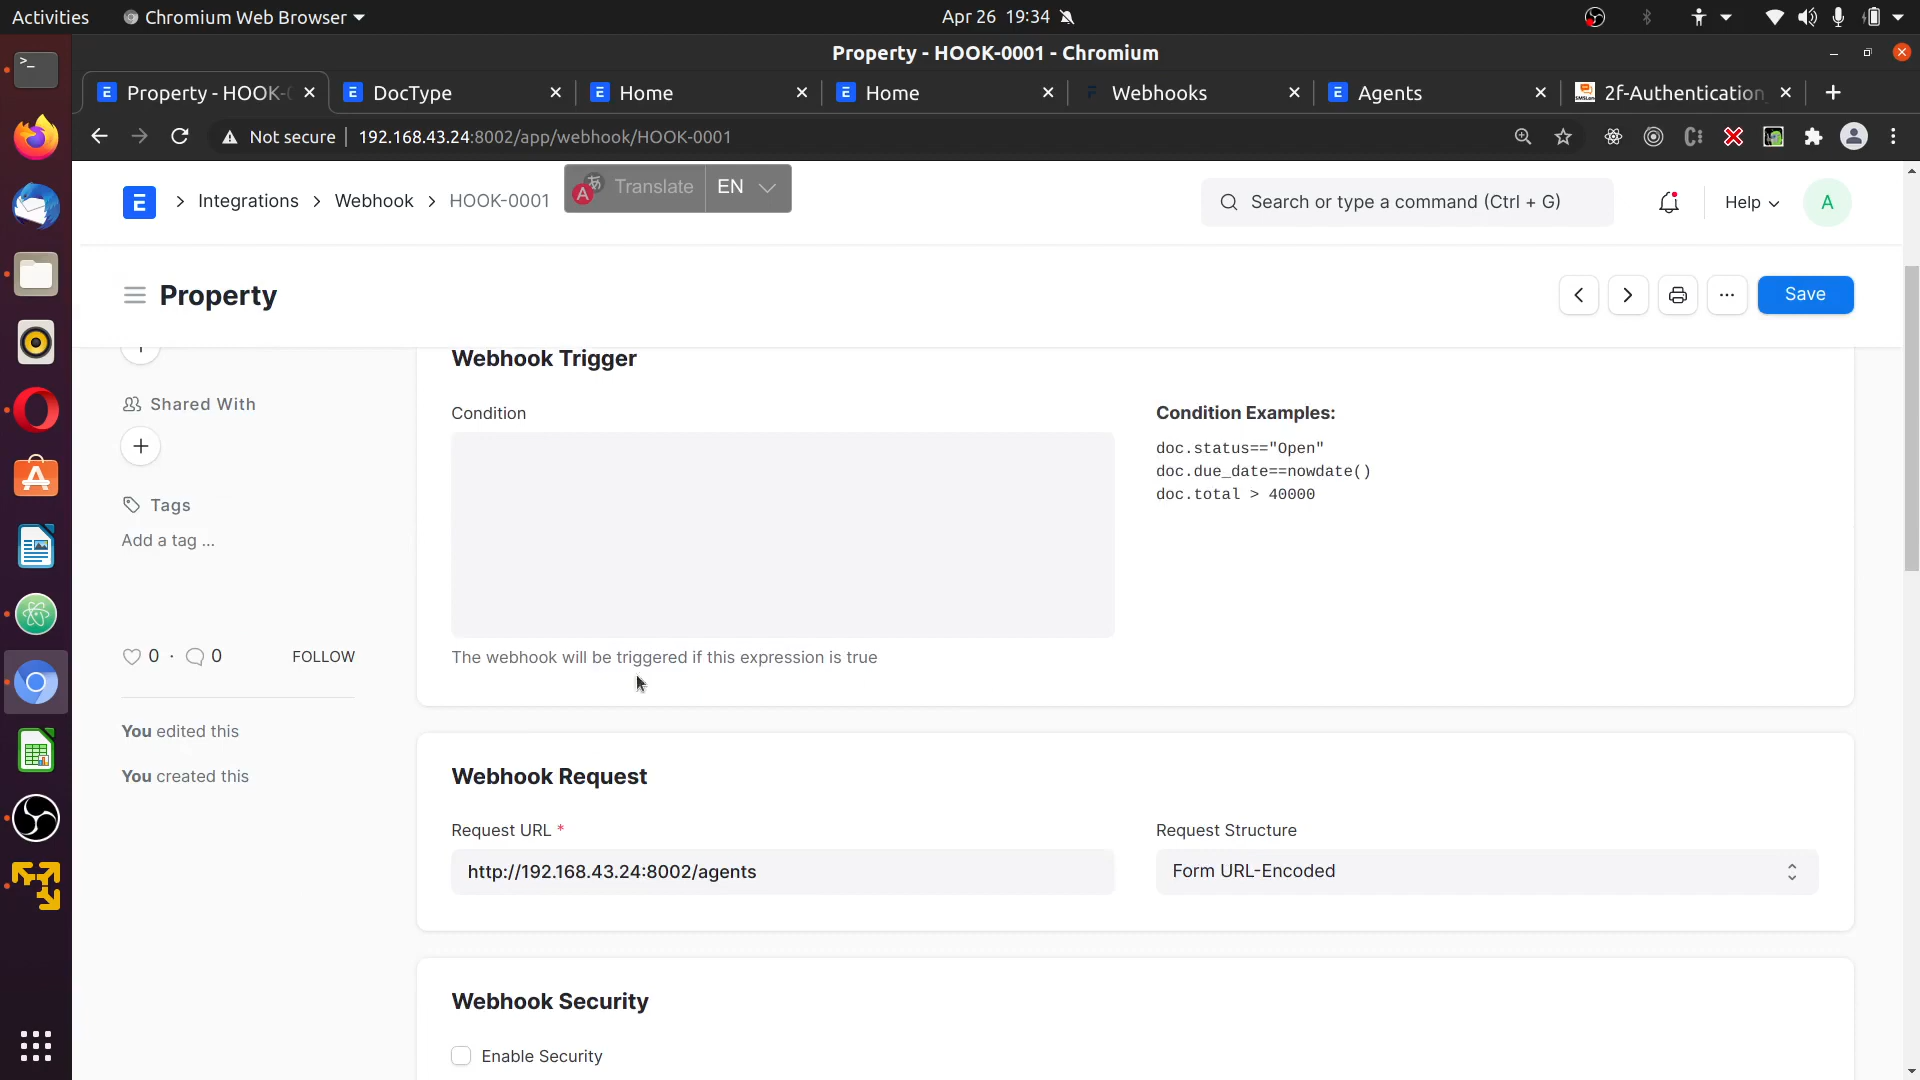 Activities
Chromium Web Browser
Apr 26 19:34
Property - HOOK-0001 - Chromium
Property - HOOK-0
DocType
Home
Home
Webhooks
Agents
2f-Authentication
Not secure
192.168.43.24:8002/app/webhook/HOOK-0001
E
Integrations
Webhook
HOOK-0001
Translate
EN
Search or type a command (Ctrl + G)
Help
A
Property
Save
Shared With
Tags
Add a tag ...
0 · 0
FOLLOW
You edited this
You created this
Webhook Trigger
Condition
The webhook will be triggered if this expression is true
Condition Examples:
doc.status=="Open"
doc.due_date==nowdate()
doc.total > 40000
Webhook Request
Request URL *
http://192.168.43.24:8002/agents
Request Structure
Form URL-Encoded
Webhook Security
Enable Security